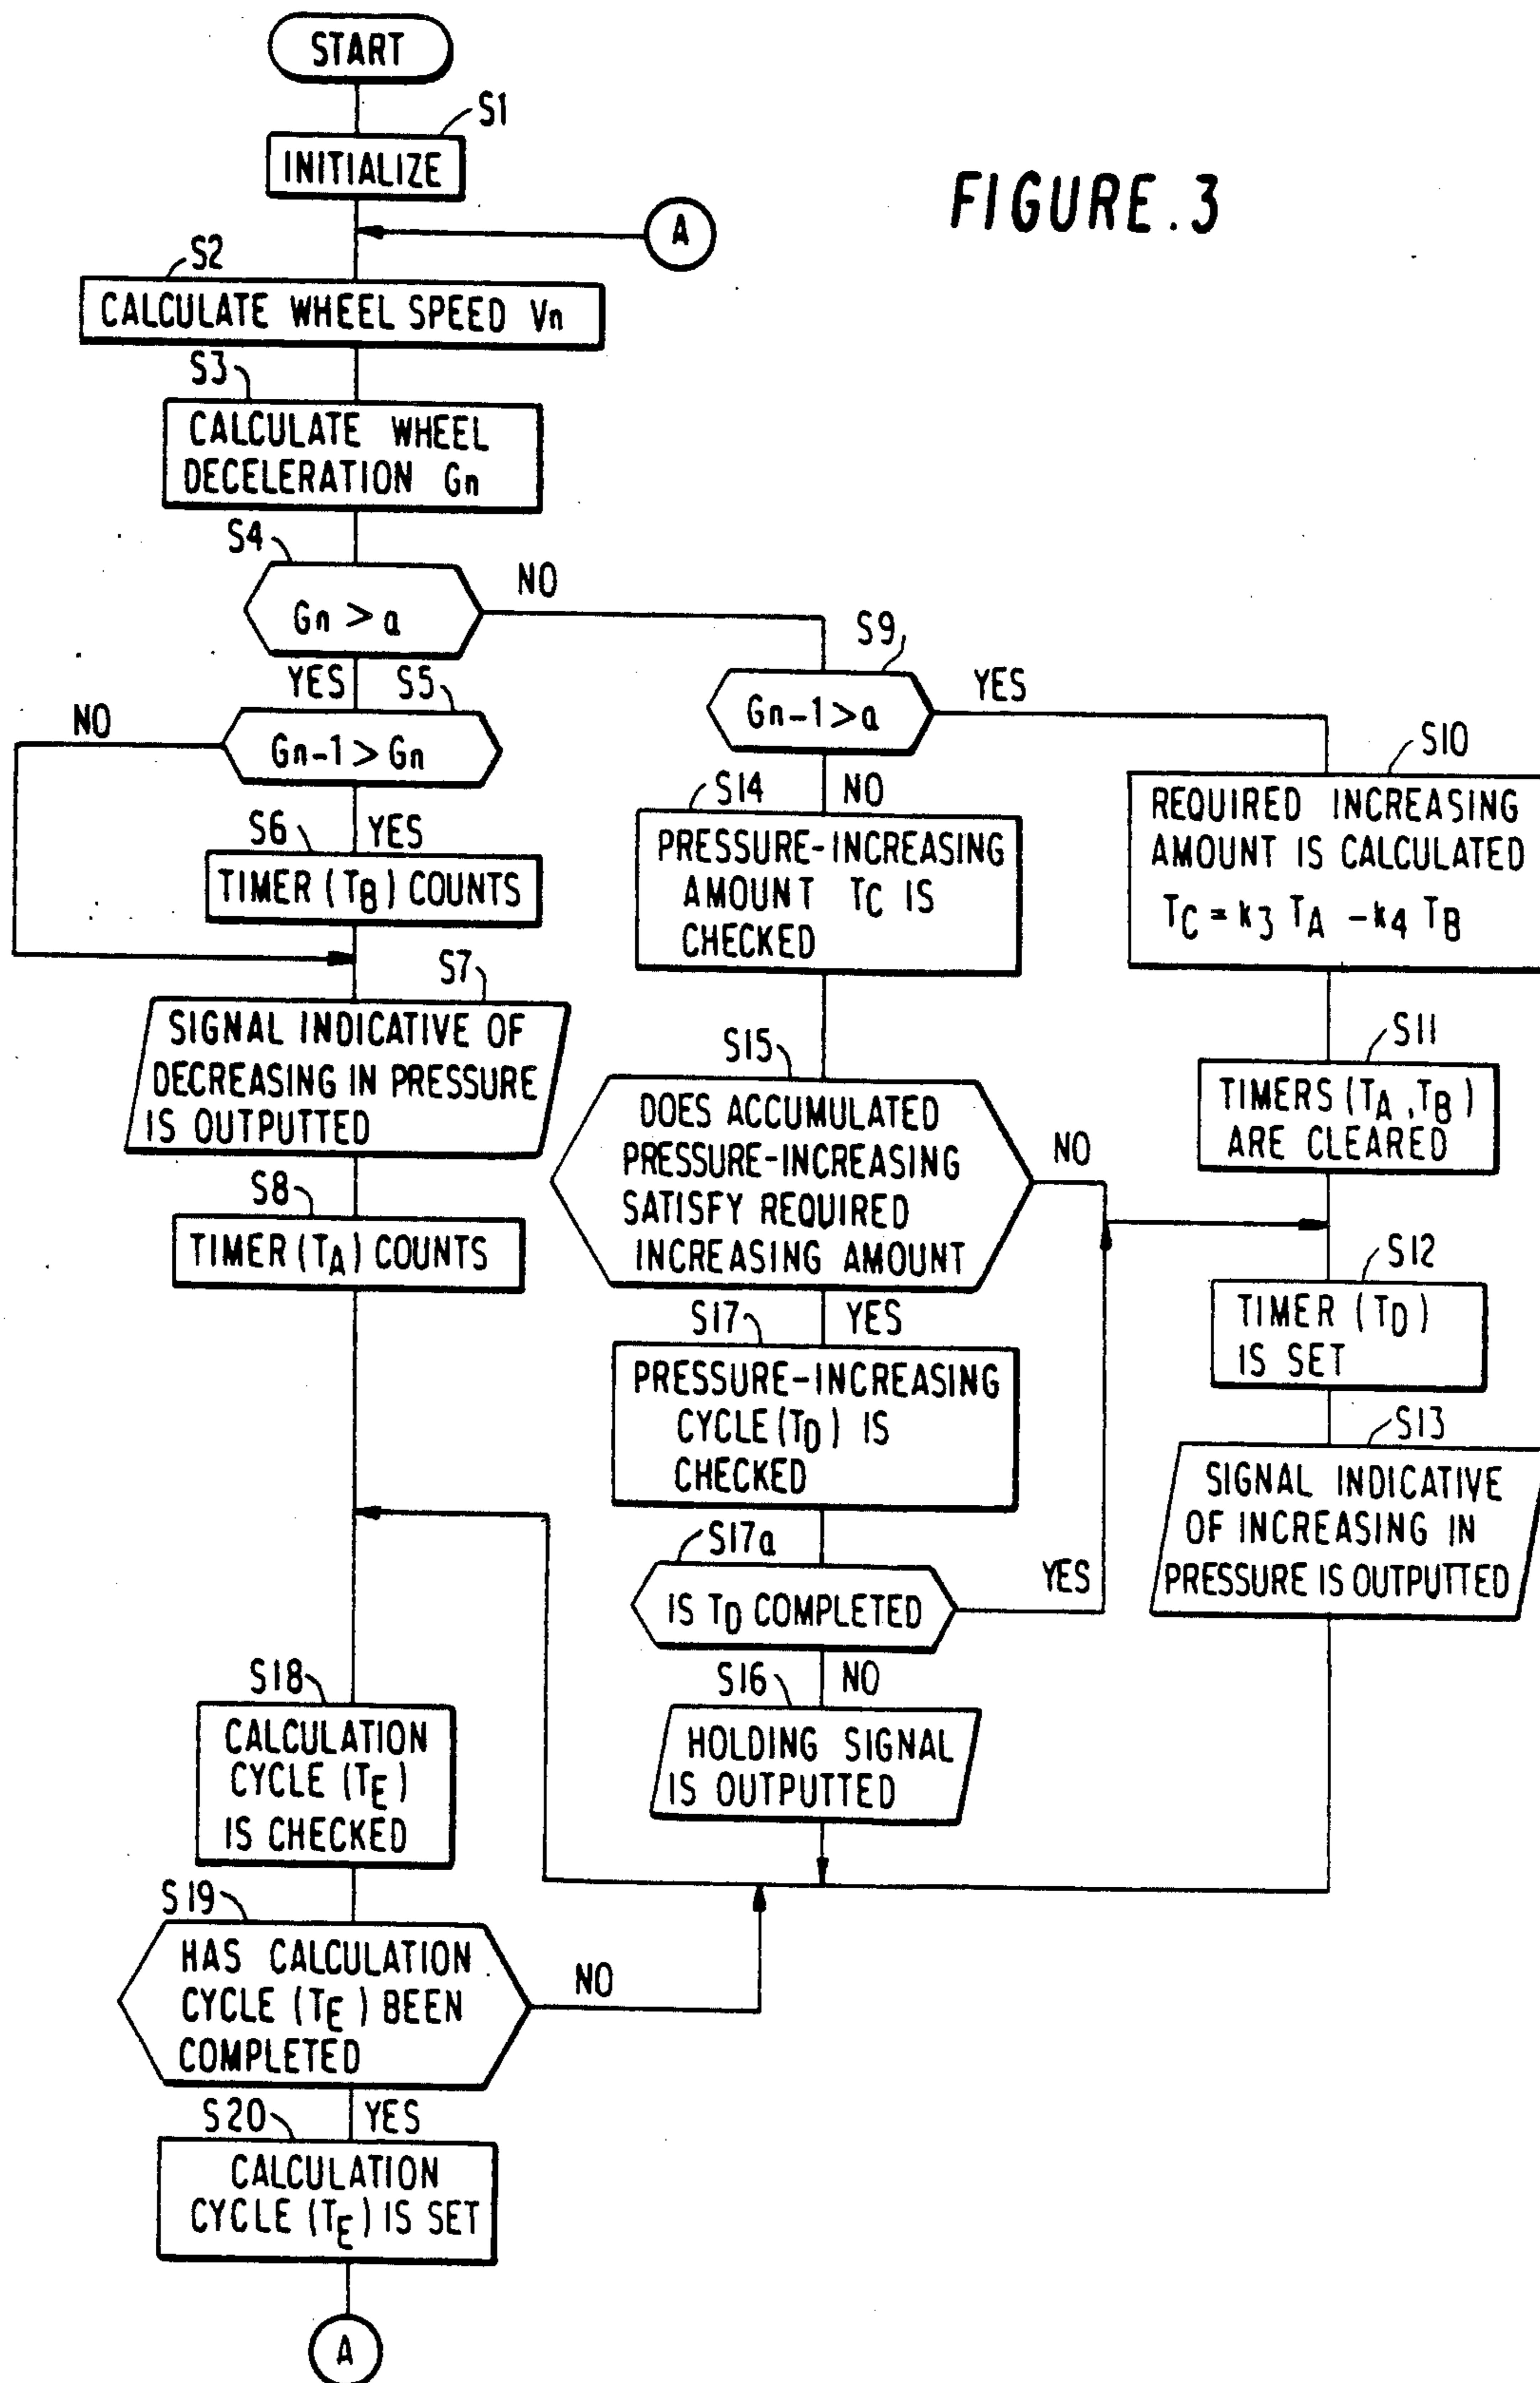 START
S1
INITIALIZE
FIGURE.3
A
S2
CALCULATE WHEEL SPEED Vn
S3
CALCULATE WHEEL
DECELERATION Gn
S4
Gn > a
NO
YES
S5
Gn-1 > Gn
NO
YES
S6
TIMER (TB) COUNTS
S7
SIGNAL INDICATIVE OF
DECREASING IN PRESSURE
IS OUTPUTTED
S8
TIMER (TA) COUNTS
S9
Gn-1 > a
YES
NO
S10
REQUIRED INCREASING
AMOUNT IS CALCULATED
TC = k3 TA - k4 TB
S11
TIMERS (TA, TB)
ARE CLEARED
S12
TIMER (TD)
IS SET
S13
SIGNAL INDICATIVE
OF INCREASING IN
PRESSURE IS OUTPUTTED
S14
PRESSURE-INCREASING
AMOUNT TC IS
CHECKED
S15
DOES ACCUMULATED
PRESSURE-INCREASING
SATISFY REQUIRED
INCREASING AMOUNT
NO
YES
S17
PRESSURE-INCREASING
CYCLE (TD) IS
CHECKED
S17a
IS TD COMPLETED
YES
NO
S16
HOLDING SIGNAL
IS OUTPUTTED
S18
CALCULATION
CYCLE (TE)
IS CHECKED
S19
HAS CALCULATION
CYCLE (TE) BEEN
COMPLETED
NO
YES
S20
CALCULATION
CYCLE (TE) IS SET
A